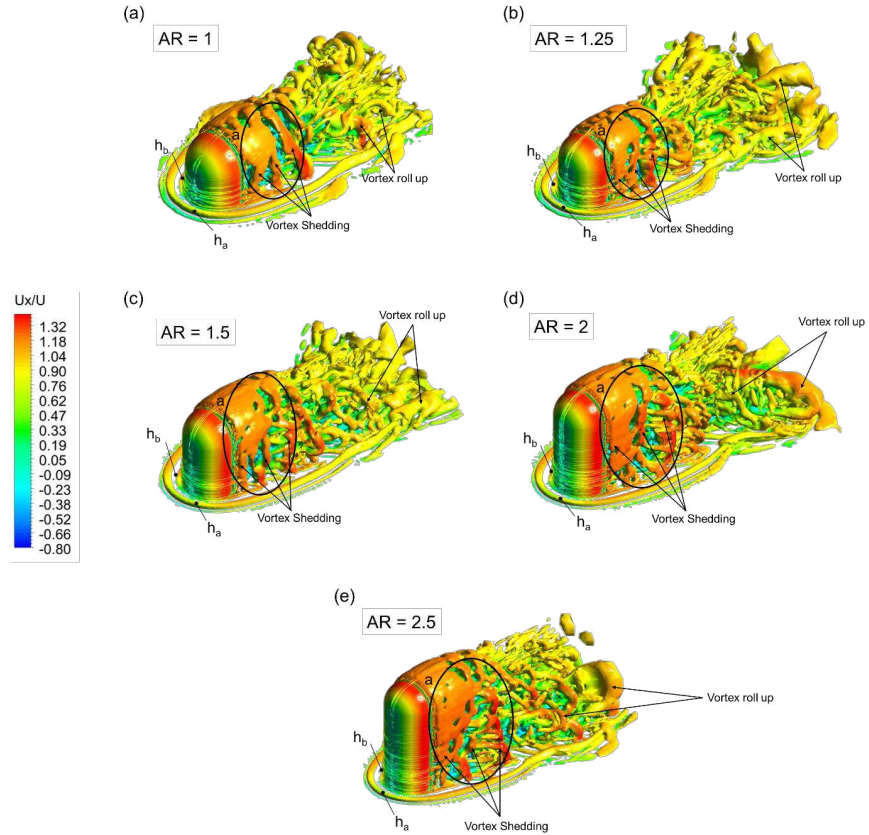 (a)
AR = 1
a
h_b
h_a
Vortex Shedding
Vortex roll up
(b)
AR = 1.25
a
h_b
h_a
Vortex Shedding
Vortex roll up
Ux/U
1.32
1.18
1.04
0.90
0.76
0.62
0.47
0.33
0.19
0.05
-0.09
-0.23
-0.38
-0.52
-0.66
-0.80
(c)
AR = 1.5
Vortex roll up
a
h_b
h_a
Vortex Shedding
(d)
AR = 2
Vortex roll up
a
h_b
h_a
Vortex Shedding
(e)
AR = 2.5
a
Vortex roll up
h_b
h_a
Vortex Shedding